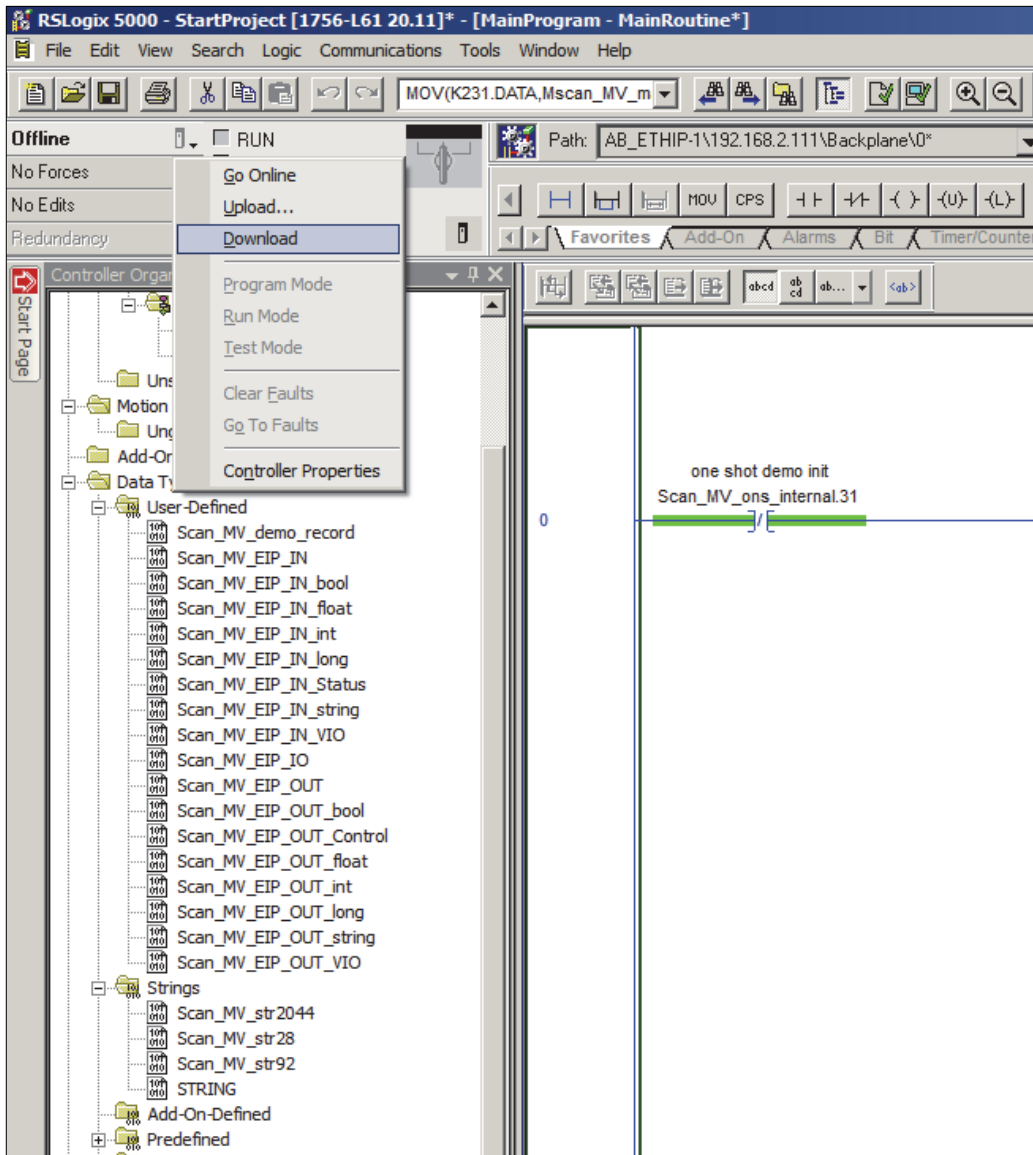 RSLogix 5000 - StartProject [1756-L61 20.11]* - [MainProgram - MainRoutine*]
File Edit View Search Logic Communications Tools Window Help
MOV(K231.DATA,Mscan_MV_m
Offline
RUN
Path: AB_ETHIP-1\192.168.2.111\Backplane\0*
No Forces
No Edits
Redundancy
Go Online
Upload...
Download
Program Mode
Run Mode
Test Mode
Clear Faults
Go To Faults
Controller Properties
MOV CPS
(U) (L)
Favorites Add-On Alarms Bit Timer/Counter
Start Page
Controller Organ
abcd ab cd ab... <ab>
Uns
Motion
Ung
Add-On
Data Ty
User-Defined
Scan_MV_demo_record
Scan_MV_EIP_IN
Scan_MV_EIP_IN_bool
Scan_MV_EIP_IN_float
Scan_MV_EIP_IN_int
Scan_MV_EIP_IN_long
Scan_MV_EIP_IN_Status
Scan_MV_EIP_IN_string
Scan_MV_EIP_IN_VIO
Scan_MV_EIP_IO
Scan_MV_EIP_OUT
Scan_MV_EIP_OUT_bool
Scan_MV_EIP_OUT_Control
Scan_MV_EIP_OUT_float
Scan_MV_EIP_OUT_int
Scan_MV_EIP_OUT_long
Scan_MV_EIP_OUT_string
Scan_MV_EIP_OUT_VIO
Strings
Scan_MV_str2044
Scan_MV_str28
Scan_MV_str92
STRING
Add-On-Defined
Predefined
one shot demo init
Scan_MV_ons_internal.31
0